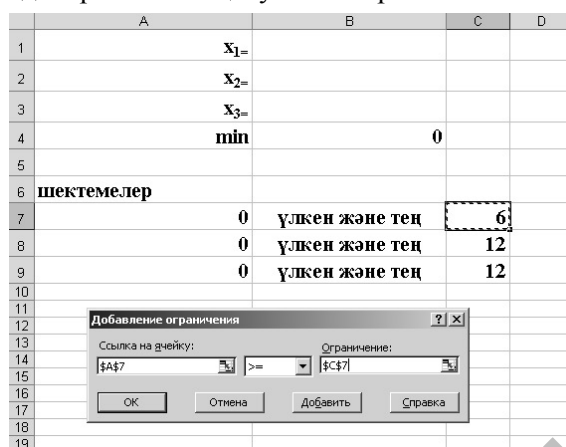 A B C D
1 x1=
2 x2=
3 x3=
4 min 0
5
6 шектемелер
7 0 үлкен және тең 6
8 0 үлкен және тең 12
9 0 үлкен және тең 12
10
11
12 Добавление ограничения
13 Ссылка на ячейку: Ограничение:
14 $A$7 >= $C$7
15
16 OK Отмена Добавить Справка
17
18
19